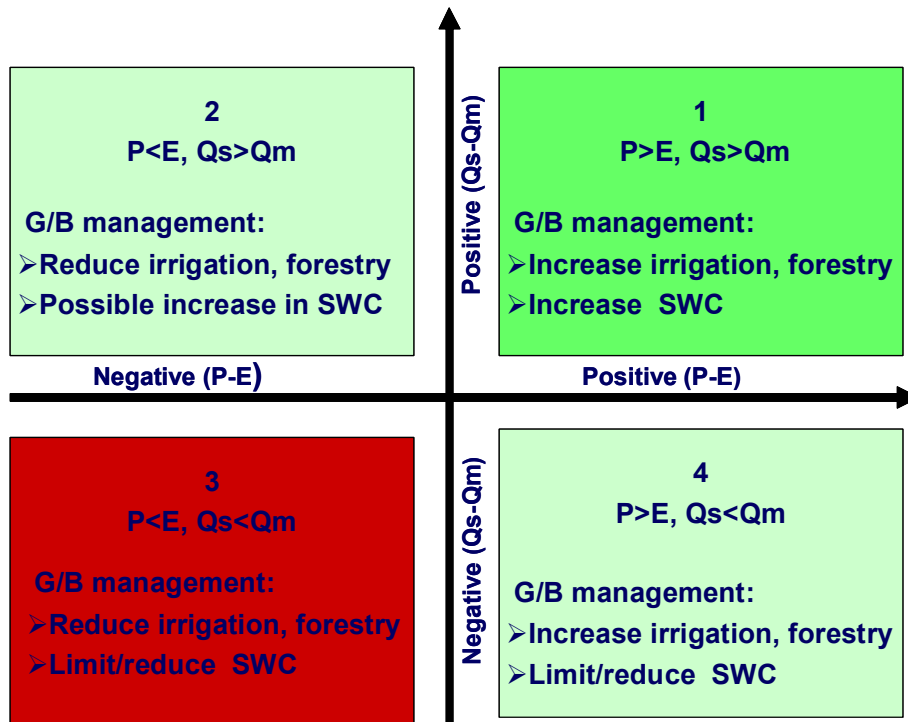 2
P<E, Qs>Qm
G/B management:
➢Reduce irrigation, forestry
➢Possible increase in SWC
Positive (Qs-Qm)
1
P>E, Qs>Qm
G/B management:
➢Increase irrigation, forestry
➢Increase SWC
Negative (P-E)
Positive (P-E)
3
P<E, Qs<Qm
G/B management:
➢Reduce irrigation, forestry
➢Limit/reduce SWC
Negative (Qs-Qm)
4
P>E, Qs<Qm
G/B management:
➢Increase irrigation, forestry
➢Limit/reduce SWC